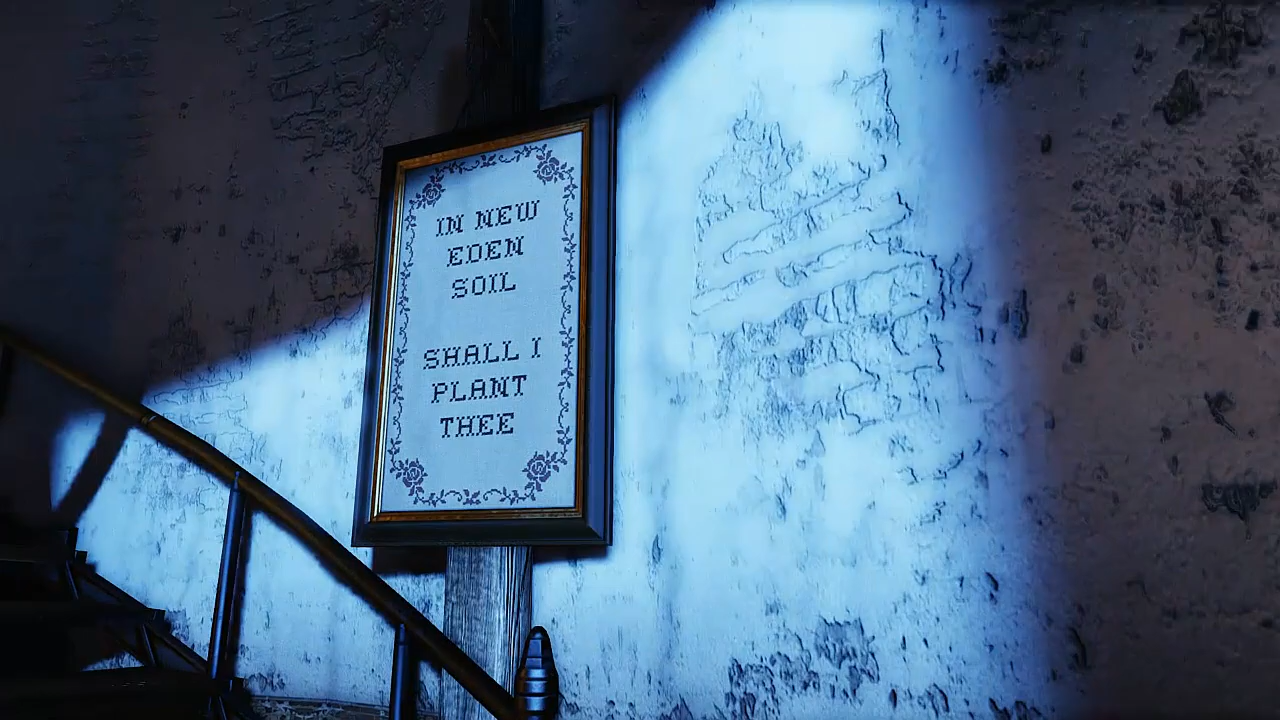 IN NEW
EDEN
SOIL
SHALL I
PLANT
THEE